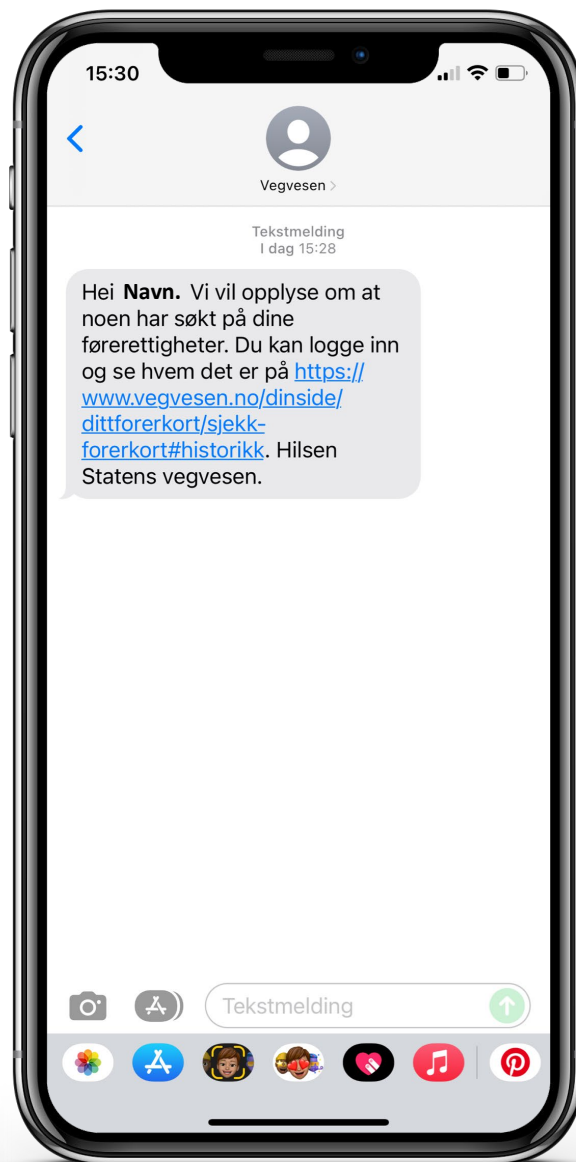 15:30
Vegvesen
Tekstmelding
I dag 15:28
Hei Navn. Vi vil opplyse om at
noen har søkt på dine
førerettigheter. Du kan logge inn
og se hvem det er på https://
www.vegvesen.no/dinside/
dittforerkort/sjekk-
forerkort#historikk. Hilsen
Statens vegvesen.
Tekstmelding